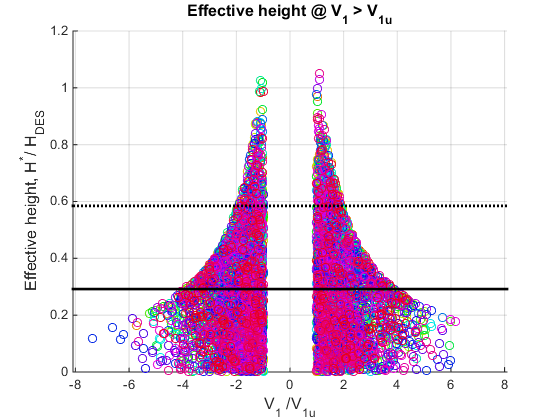 Effective height @ V1 > V1u
1.2
1
0.8
0.6
0.4
0.2
0
Effective height, H* / HDES
-8 -6 -4 -2 0 2 4 6 8
V1 /V1u